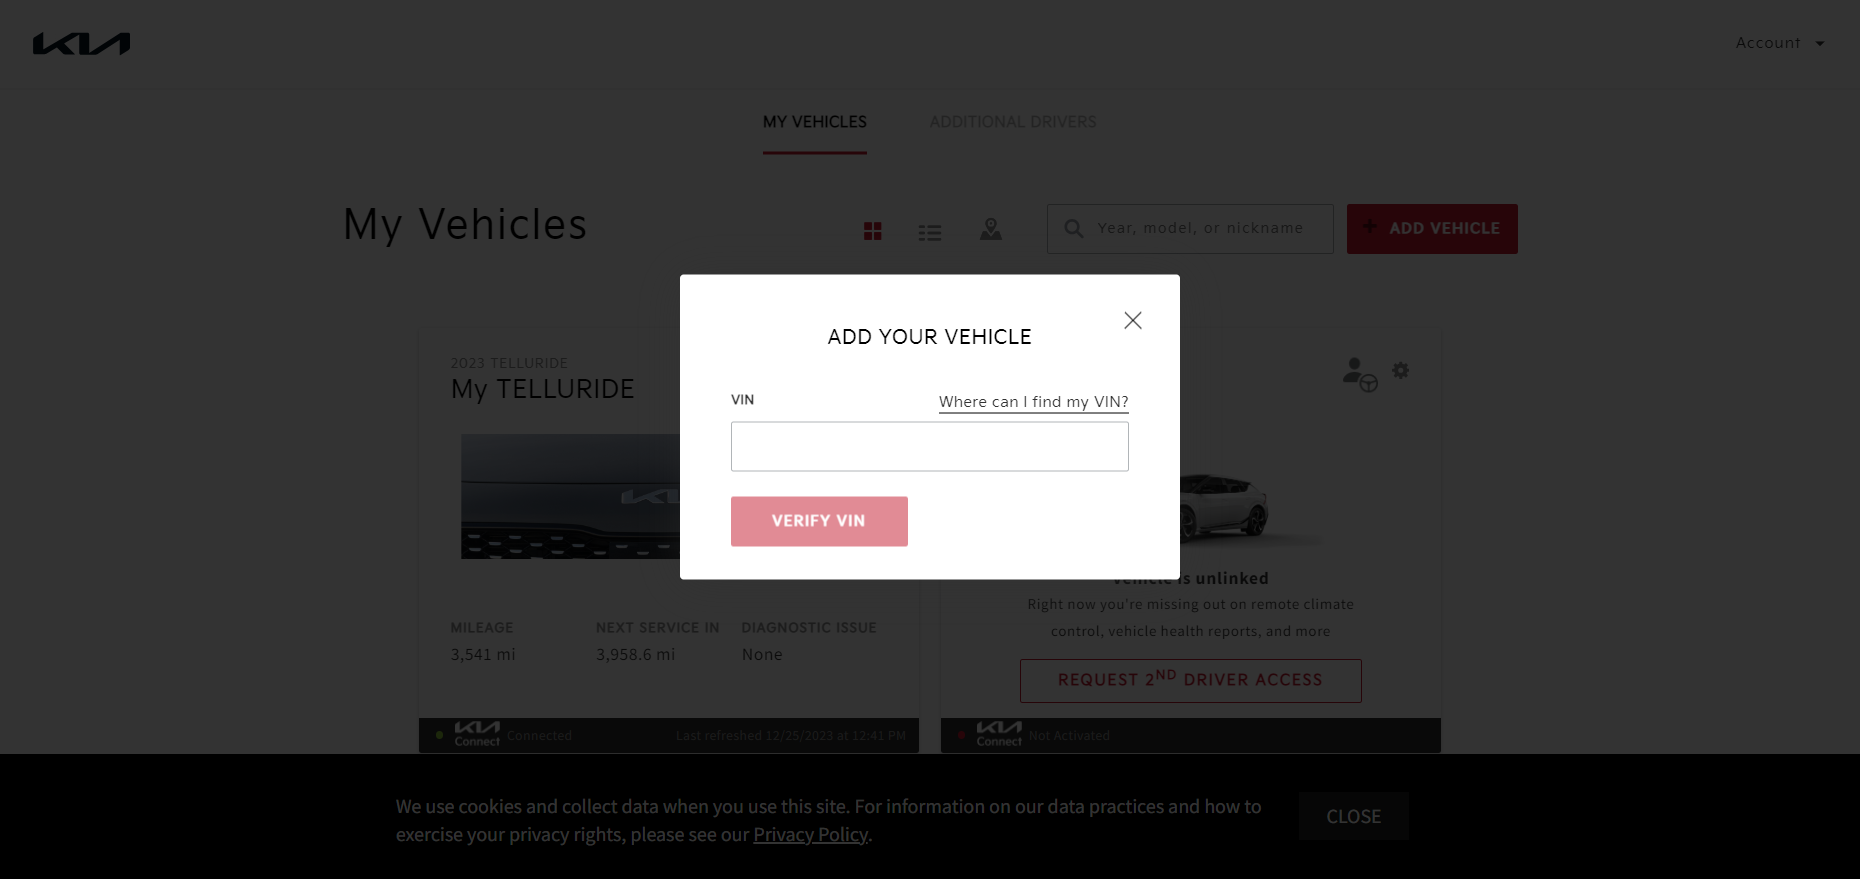 KIA
Account
MY VEHICLES
ADDITIONAL DRIVERS
My Vehicles
Year, model, or nickname
+ ADD VEHICLE
ADD YOUR VEHICLE
VIN
Where can I find my VIN?
VERIFY VIN
2023 TELLURIDE
My TELLURIDE
KIA
MILEAGE
NEXT SERVICE IN
DIAGNOSTIC ISSUE
3,541 mi
3,958.6 mi
None
KIA
Connect
Connected
Last refreshed 12/25/2023 at 12:41 PM
Vehicle is unlinked
Right now you're missing out on remote climate
control, vehicle health reports, and more
REQUEST 2ND DRIVER ACCESS
KIA
Connect
Not Activated
We use cookies and collect data when you use this site. For information on our data practices and how to
exercise your privacy rights, please see our Privacy Policy.
CLOSE